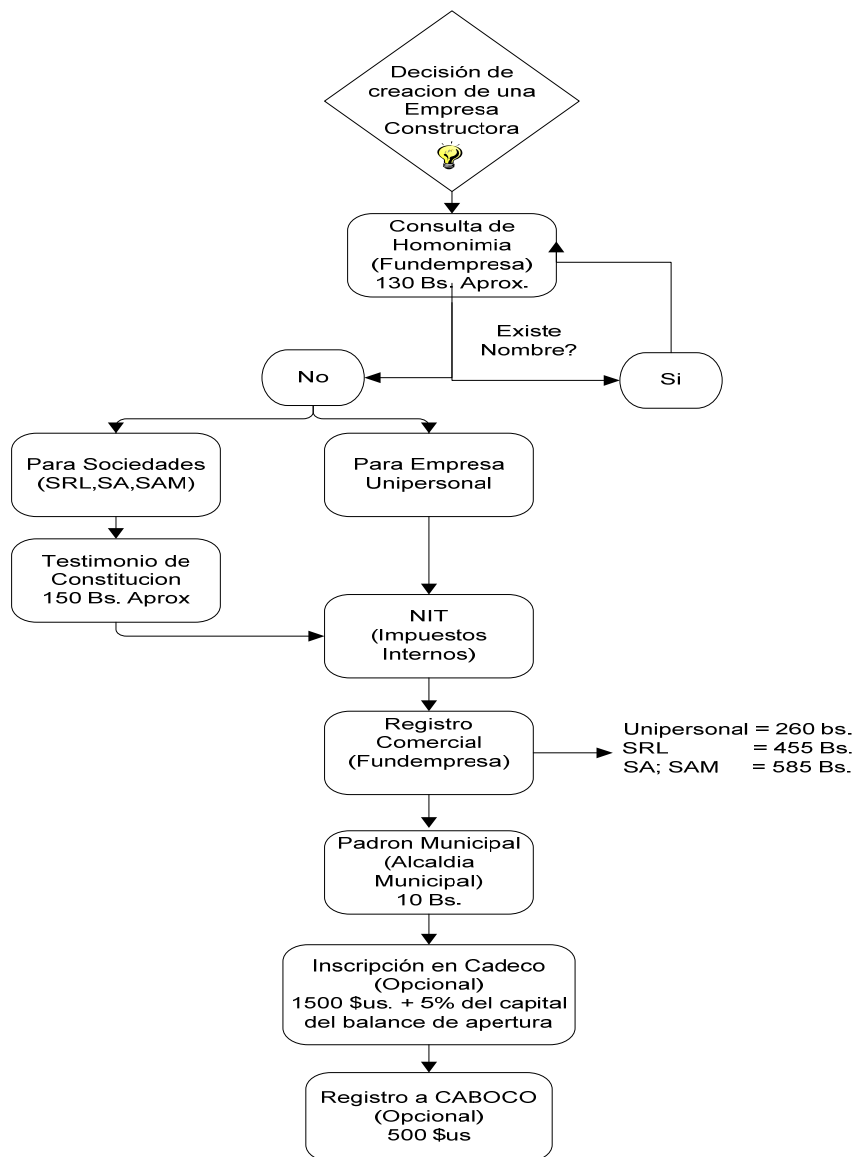 Decisión de
creacion de una
Empresa
Constructora
Consulta de
Homonimia
(Fundempresa)
130 Bs. Aprox.
Existe
Nombre?
No
Si
Para Sociedades
(SRL,SA,SAM)
Para Empresa
Unipersonal
Testimonio de
Constitucion
150 Bs. Aprox
NIT
(Impuestos
Internos)
Registro
Comercial
(Fundempresa)
Unipersonal = 260 bs.
SRL = 455 Bs.
SA; SAM = 585 Bs.
Padron Municipal
(Alcaldia
Municipal)
10 Bs.
Inscripción en Cadeco
(Opcional)
1500 $us. + 5% del capital
del balance de apertura
Registro a CABOCO
(Opcional)
500 $us